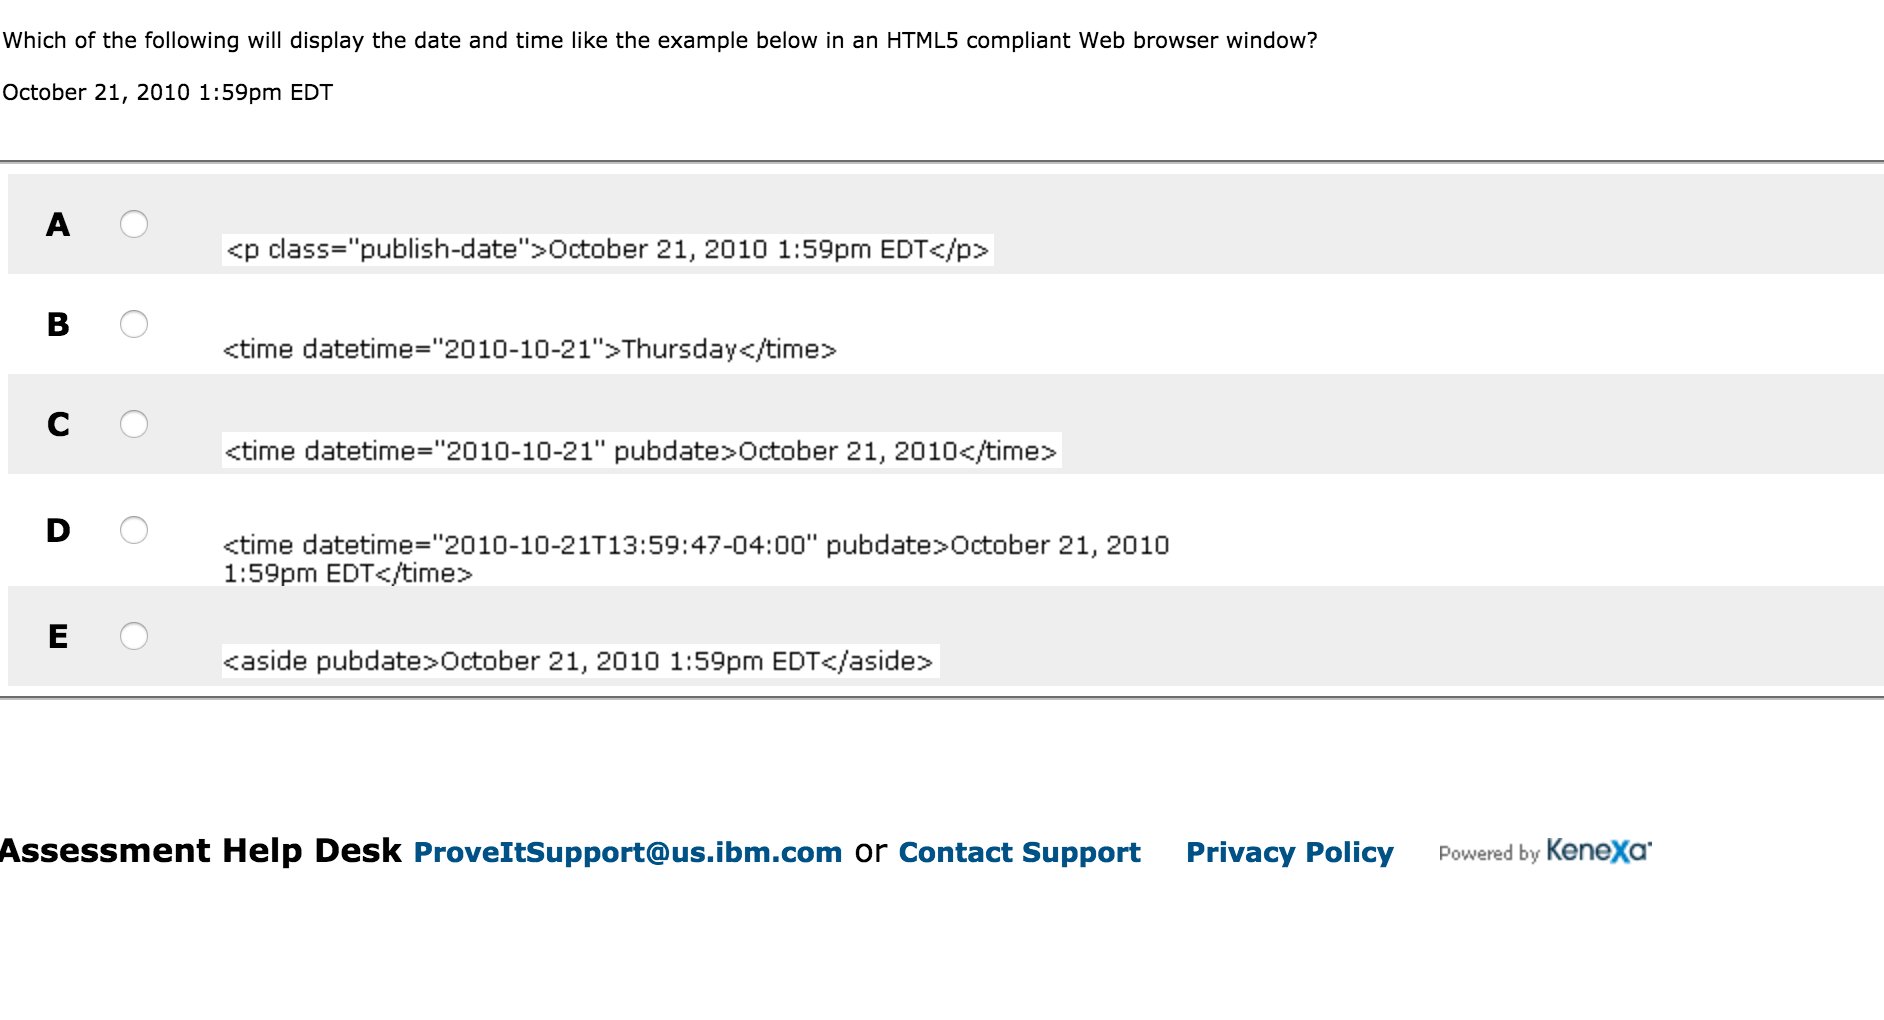 Which of the following will display the date and time like the example below in an HTML5 compliant Web browser window?
October 21, 2010 1:59pm EDT
A
<p class="publish-date">October 21, 2010 1:59pm EDT</p>
B
<time datetime="2010-10-21">Thursday</time>
C
<time datetime="2010-10-21" pubdate>October 21, 2010</time>
D
<time datetime="2010-10-21T13:59:47-04:00" pubdate>October 21, 2010
1:59pm EDT</time>
E
<aside pubdate>October 21, 2010 1:59pm EDT</aside>
Assessment Help Desk ProveItSupport@us.ibm.com or Contact Support Privacy Policy Powered by Kenexa